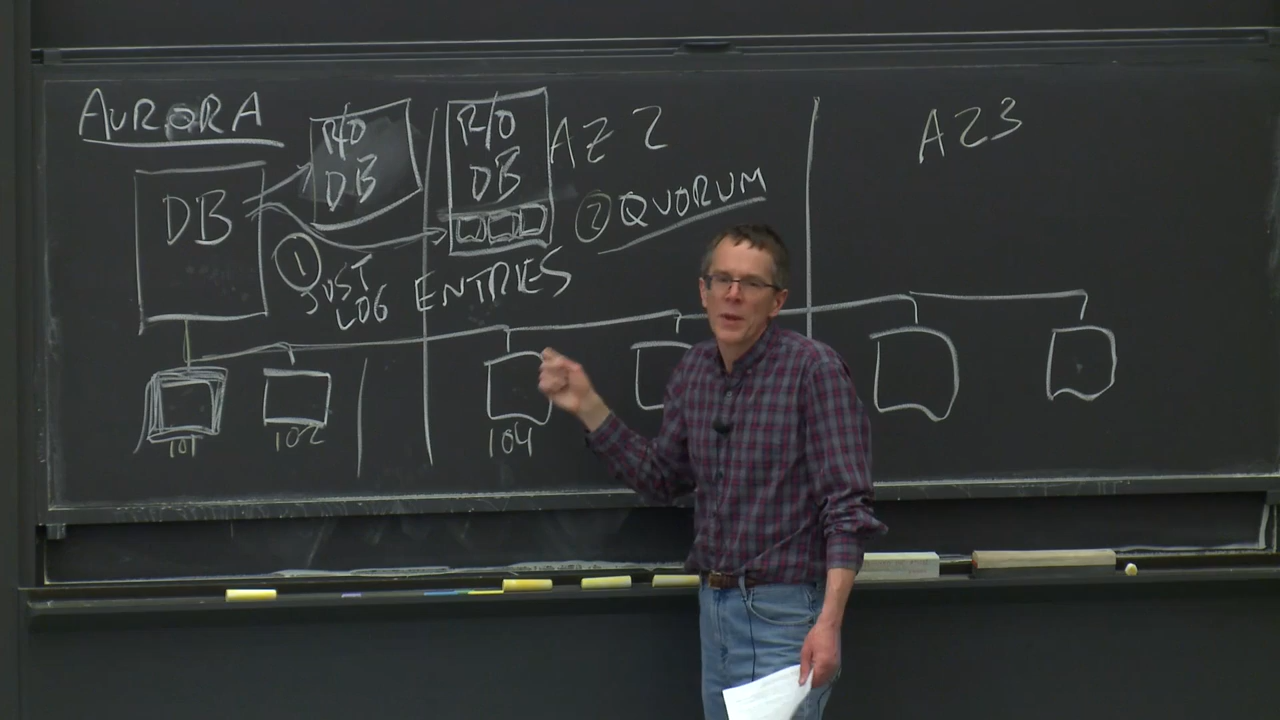 AURORA
DB
R/O
DB
R/O
DB
AZ 2
AZ3
② QUORUM
① JUST
LOG ENTRIES
101
102
104